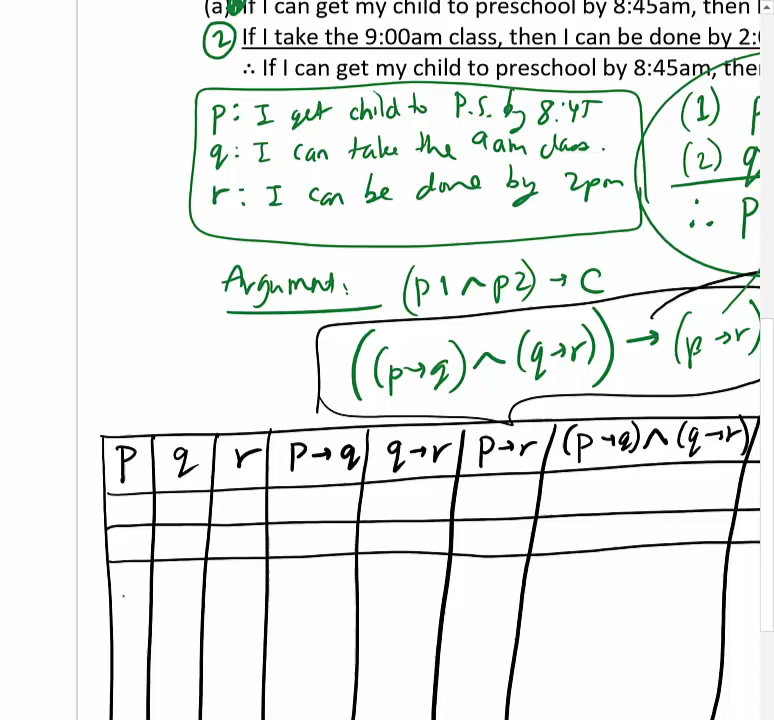 (a) If I can get my child to preschool by 8:45am, then I
2 If I take the 9:00am class, then I can be done by 2:
∴ If I can get my child to preschool by 8:45am, the
p: I get child to P.S. by 8:45
q: I can take the 9am class.
r: I can be done by 2pm
(1) p
(2) q
∴ p
Argument: (p1 ∧ p2) → C
((p→q) ∧ (q→r)) → (p→r)
p q r p→q q→r p→r (p→q) ∧ (q→r)